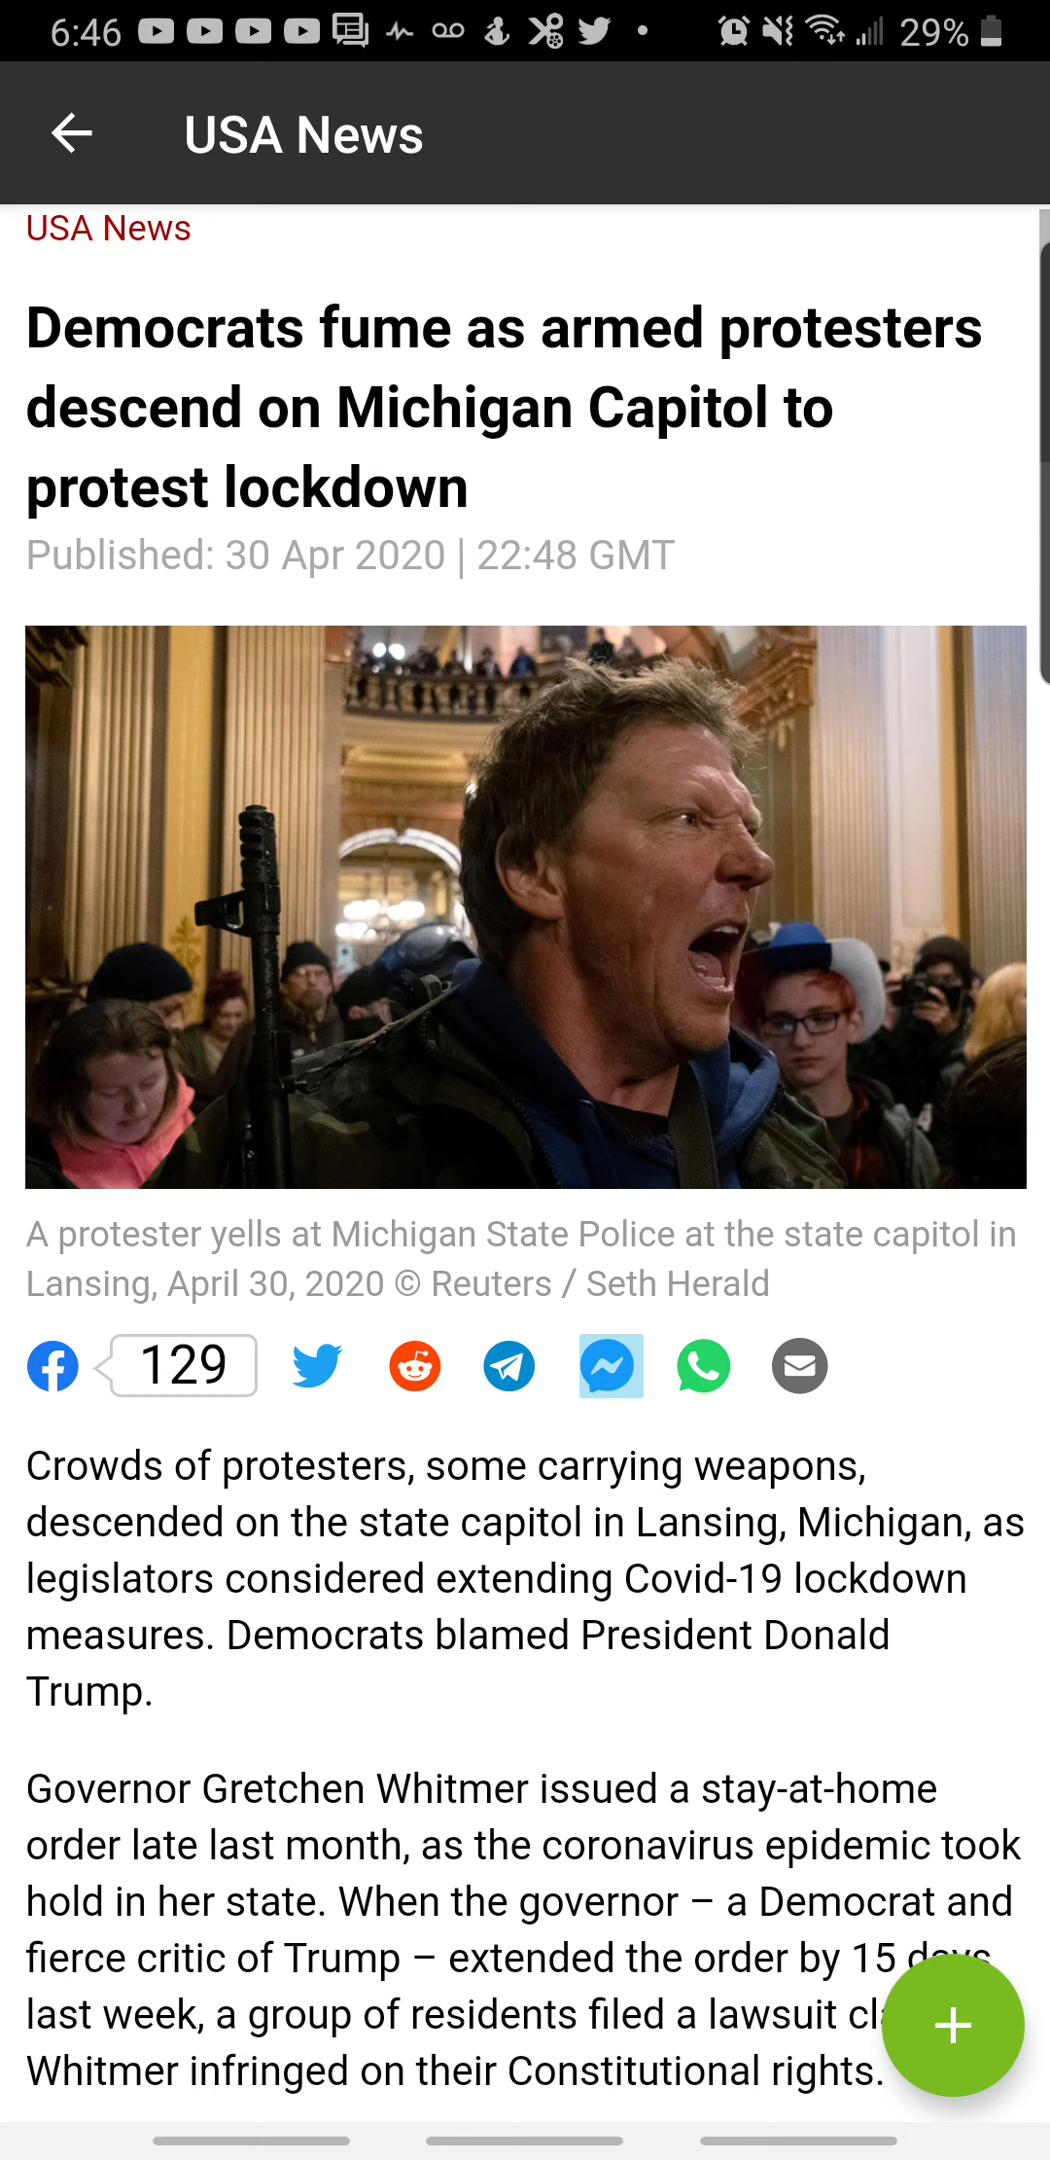 6:46
29%
USA News
USA News
Democrats fume as armed protesters
descend on Michigan Capitol to
protest lockdown
Published: 30 Apr 2020 | 22:48 GMT
A protester yells at Michigan State Police at the state capitol in
Lansing, April 30, 2020 © Reuters / Seth Herald
129
Crowds of protesters, some carrying weapons,
descended on the state capitol in Lansing, Michigan, as
legislators considered extending Covid-19 lockdown
measures. Democrats blamed President Donald
Trump.
Governor Gretchen Whitmer issued a stay-at-home
order late last month, as the coronavirus epidemic took
hold in her state. When the governor – a Democrat and
fierce critic of Trump – extended the order by 15 days
last week, a group of residents filed a lawsuit
Whitmer infringed on their Constitutional rights.